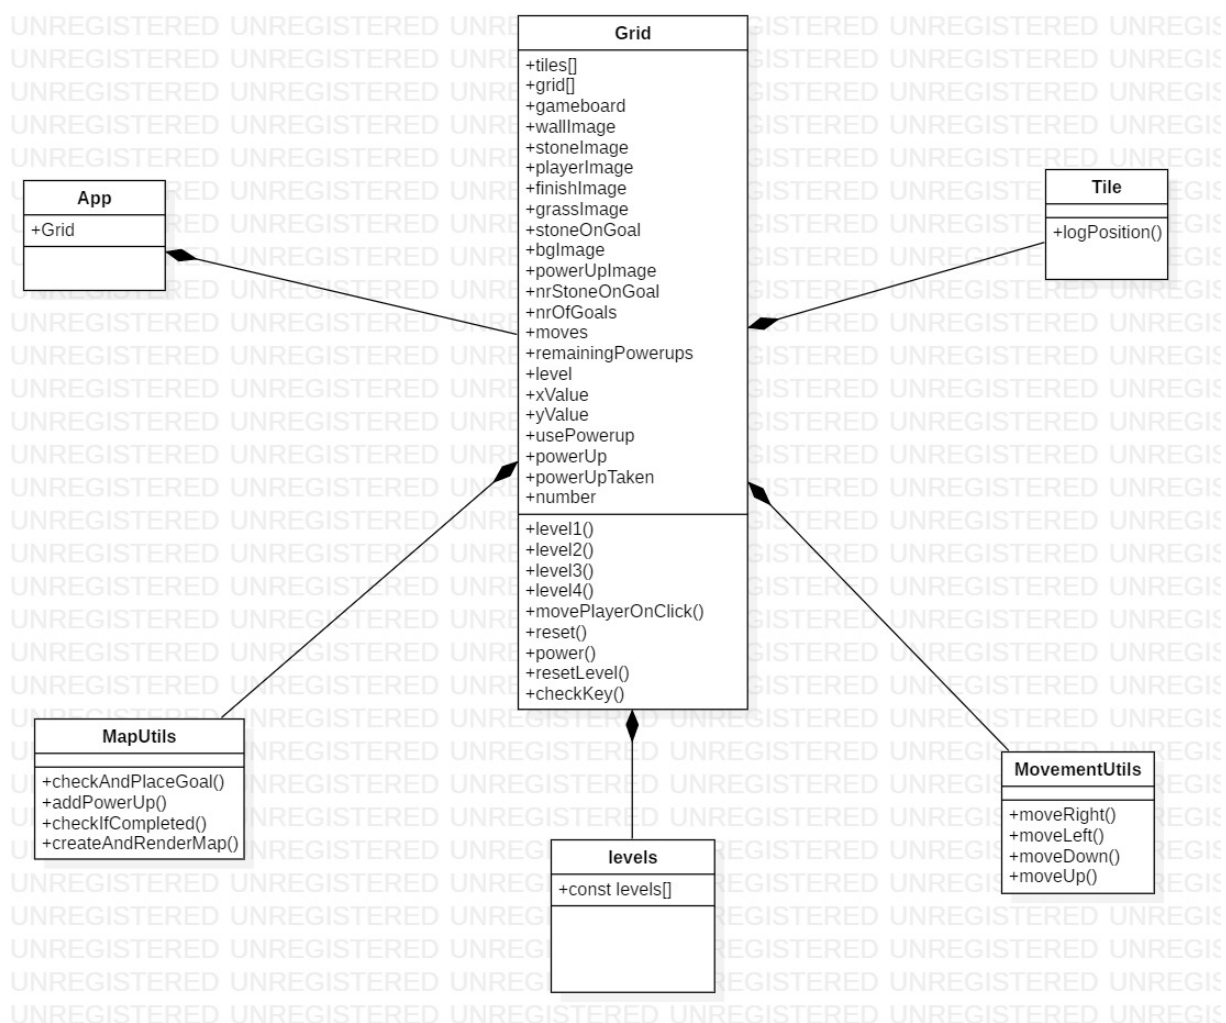 Grid
+tiles[]
+grid[]
+gameboard
+wallImage
+stoneImage
+playerImage
+finishImage
+grassImage
+stoneOnGoal
+bgImage
+powerUpImage
+nrStoneOnGoal
+nrOfGoals
+moves
+remainingPowerups
+level
+xValue
+yValue
+usePowerup
+powerUp
+powerUpTaken
+number
+level1()
+level2()
+level3()
+level4()
+movePlayerOnClick()
+reset()
+power()
+resetLevel()
+checkKey()
App
+Grid
Tile
+logPosition()
MapUtils
+checkAndPlaceGoal()
+addPowerUp()
+checkIfCompleted()
+createAndRenderMap()
levels
+const levels[]
MovementUtils
+moveRight()
+moveLeft()
+moveDown()
+moveUp()
UNREGISTERED